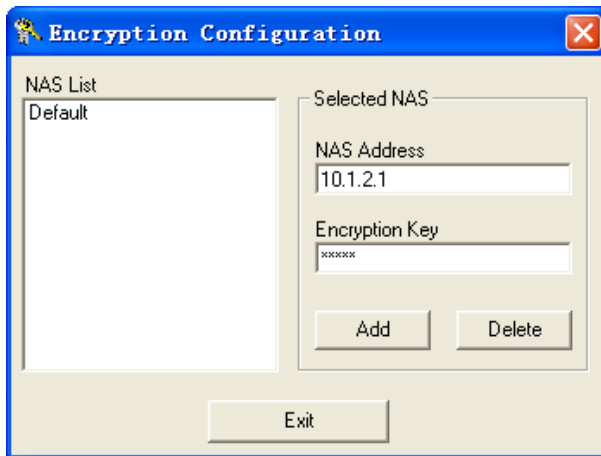 Encryption Configuration
NAS List
Default
Selected NAS
NAS Address
10.1.2.1
Encryption Key
*****
Add
Delete
Exit